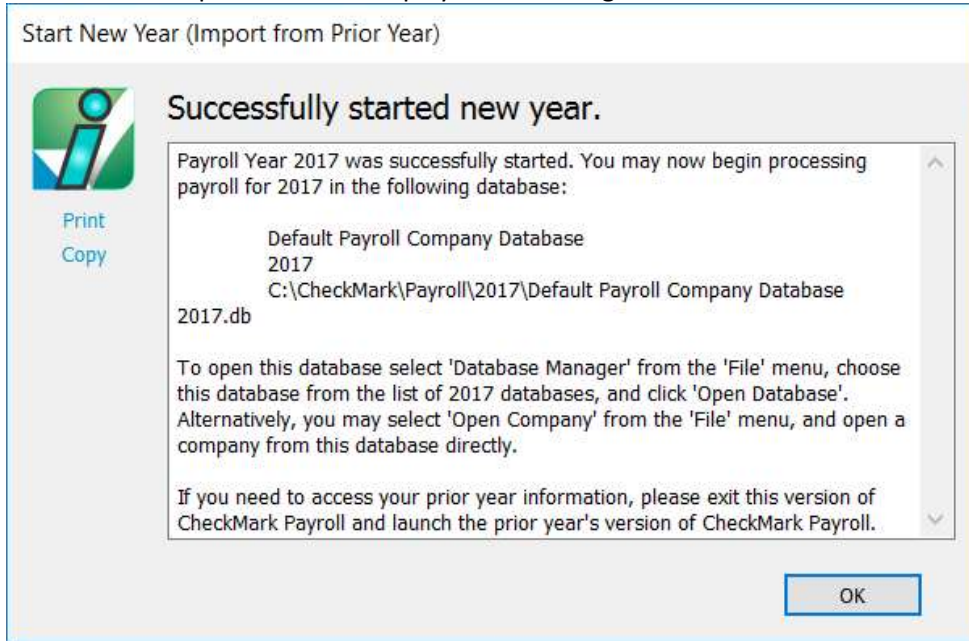 Start New Year (Import from Prior Year)
Successfully started new year.
Payroll Year 2017 was successfully started. You may now begin processing
payroll for 2017 in the following database:
Default Payroll Company Database
2017
C:\CheckMark\Payroll\2017\Default Payroll Company Database
2017.db
To open this database select 'Database Manager' from the 'File' menu, choose
this database from the list of 2017 databases, and click 'Open Database'.
Alternatively, you may select 'Open Company' from the 'File' menu, and open a
company from this database directly.
If you need to access your prior year information, please exit this version of
CheckMark Payroll and launch the prior year's version of CheckMark Payroll.
Print
Copy
OK